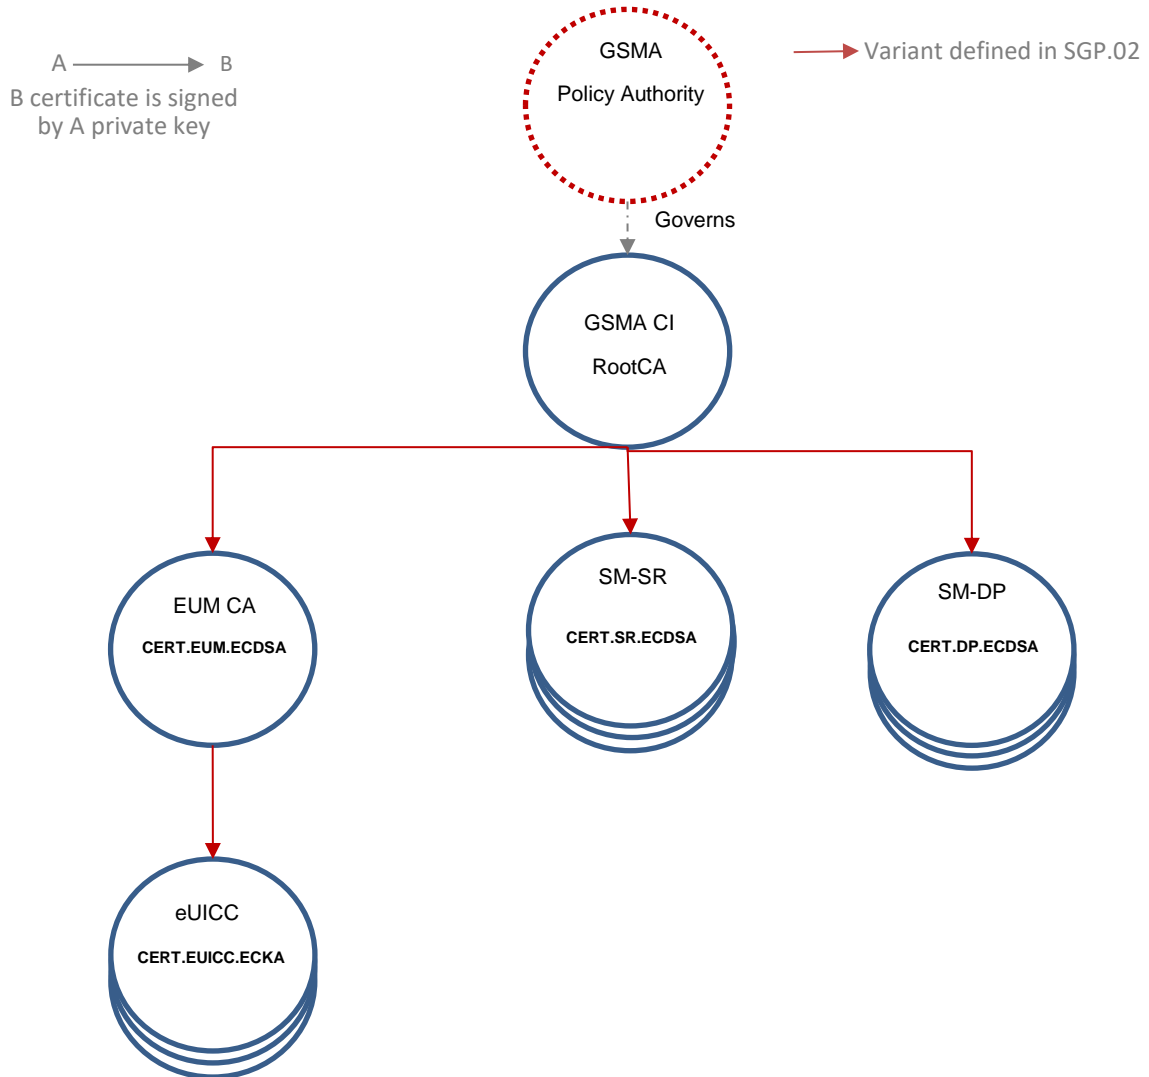 GSMA
Policy Authority
A
B
B certificate is signed
by A private key
Variant defined in SGP.02
Governs
GSMA CI
RootCA
EUM CA
CERT.EUM.ECDSA
SM-SR
CERT.SR.ECDSA
SM-DP
CERT.DP.ECDSA
eUICC
CERT.EUICC.ECKA